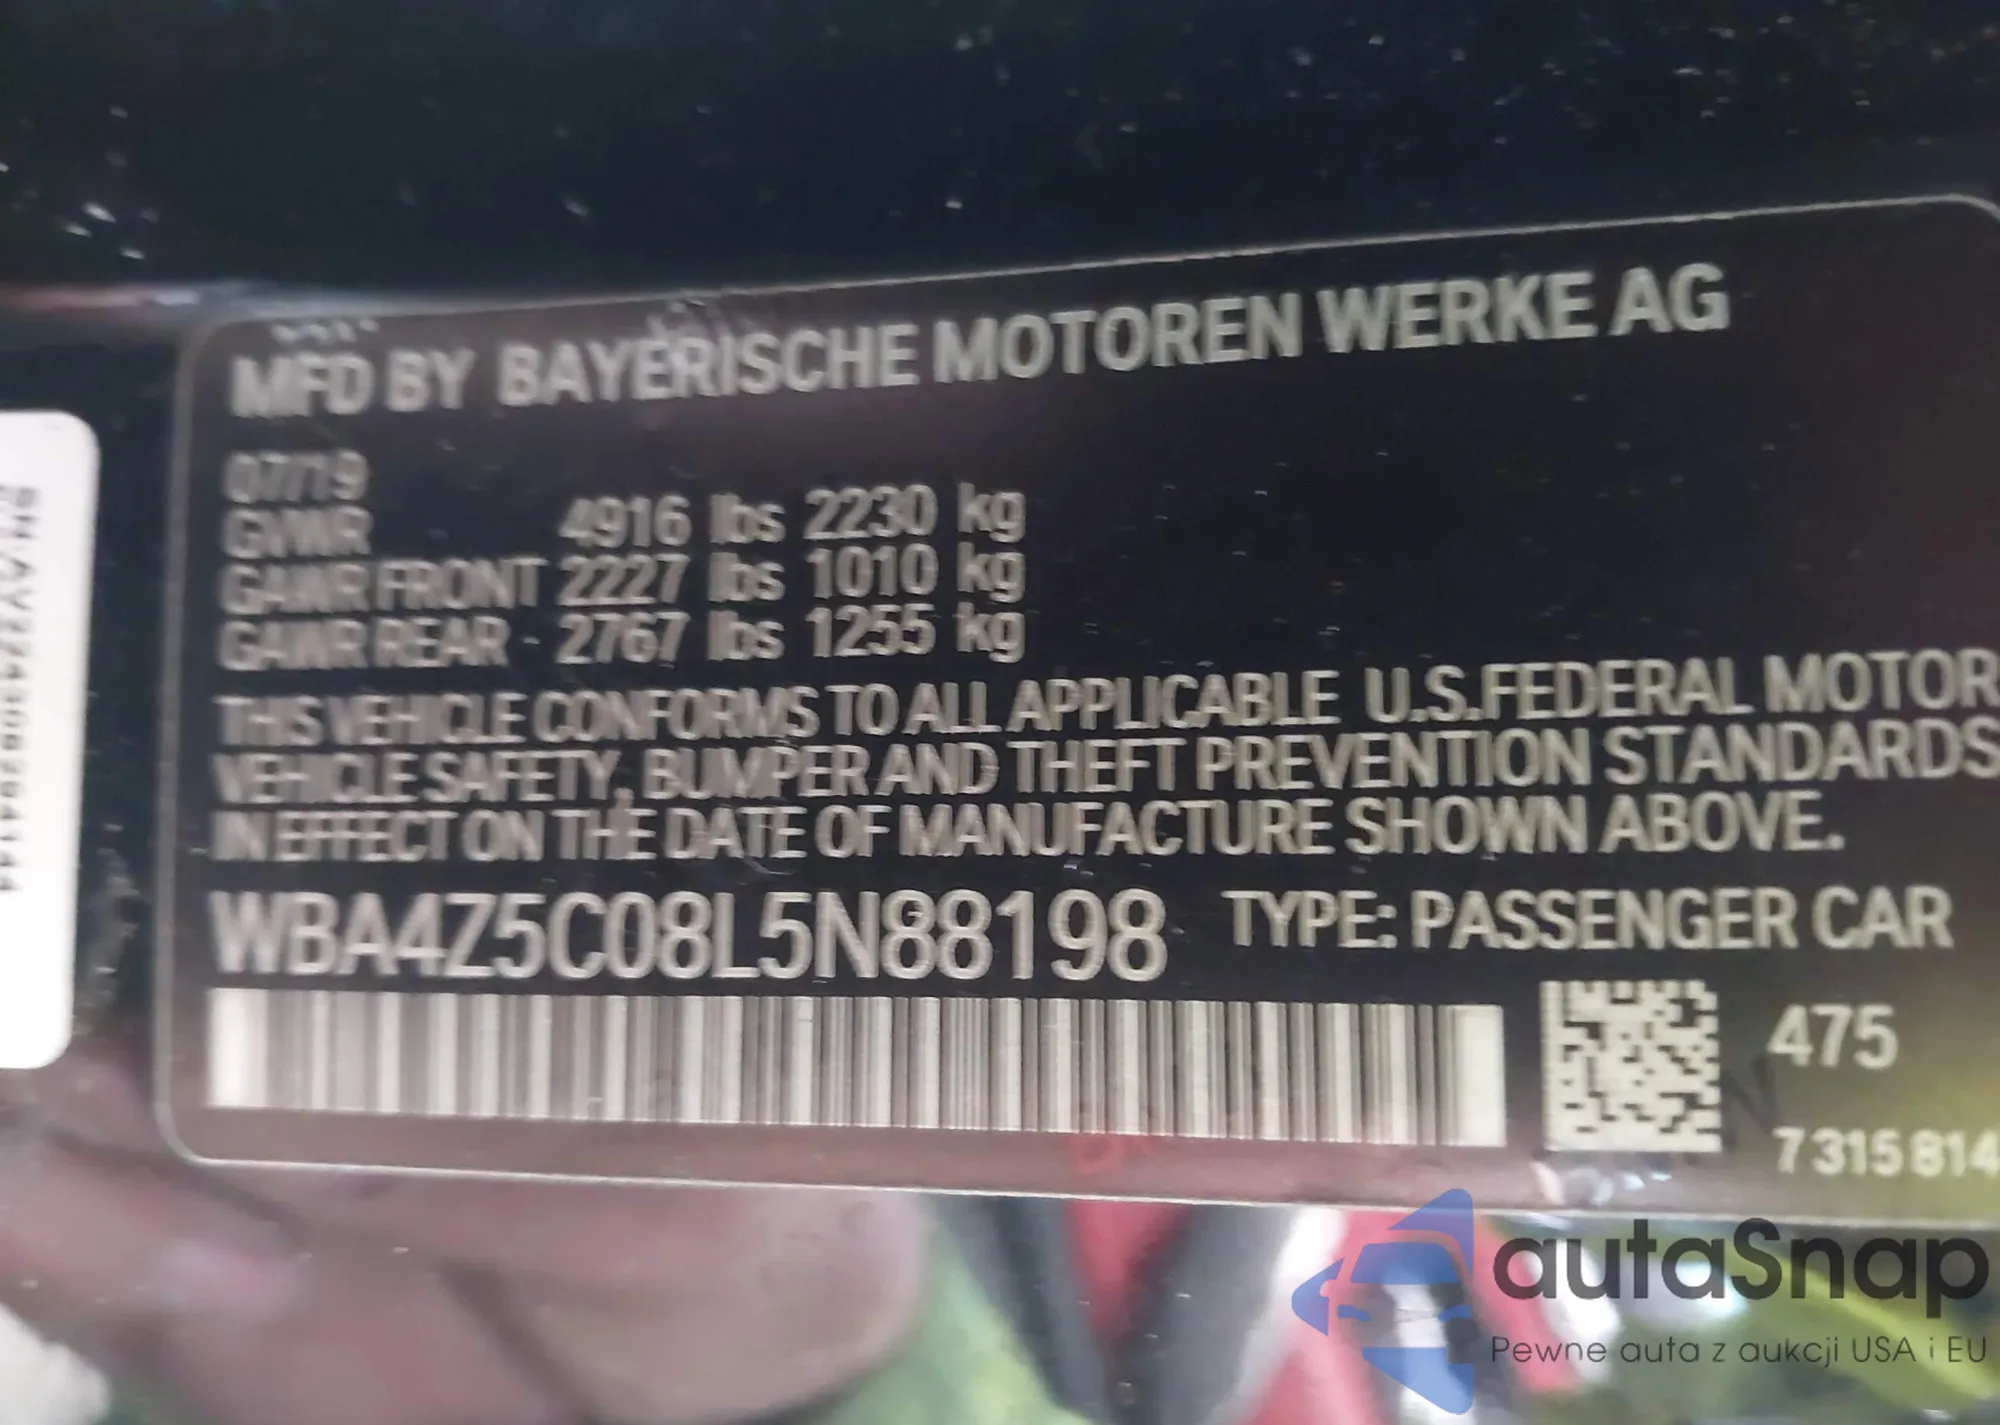 MFD BY BAYERISCHE MOTOREN WERKE AG
07/19
GVWR 4916 lbs 2230 kg
GAWR FRONT 2227 lbs 1010 kg
GAWR REAR 2767 lbs 1255 kg
THIS VEHICLE CONFORMS TO ALL APPLICABLE U.S.FEDERAL MOTOR
VEHICLE SAFETY, BUMPER AND THEFT PREVENTION STANDARDS
IN EFFECT ON THE DATE OF MANUFACTURE SHOWN ABOVE.
WBA4Z5C08L5N88198 TYPE: PASSENGER CAR
475
7 315 814
autaSnap
Pewne auta z aukcji USA i EU